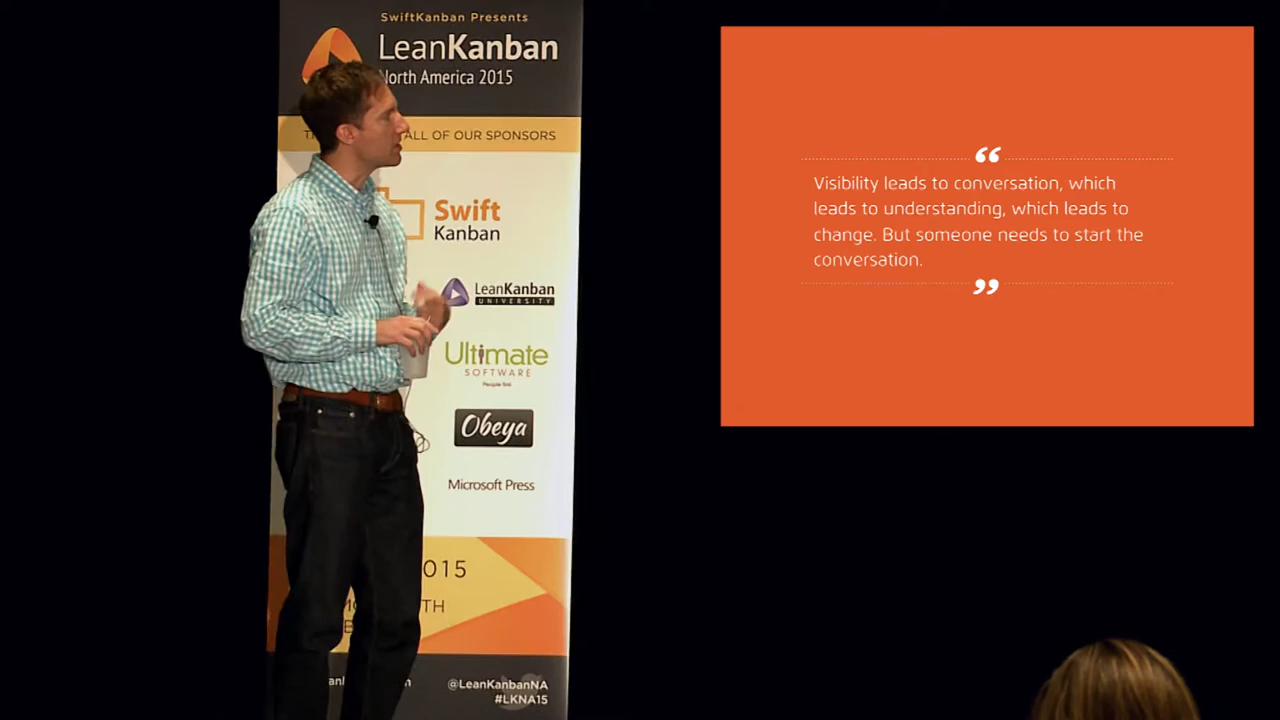 SwiftKanban Presents
LeanKanban
North America 2015
ALL OF OUR SPONSORS
Swift
Kanban
LeanKanban
UNIVERSITY
Ultimate
SOFTWARE
People first
Obeya
Microsoft Press
015
TH
@LeanKanbanNA
#LKNA15
“
Visibility leads to conversation, which
leads to understanding, which leads to
change. But someone needs to start the
conversation.
”